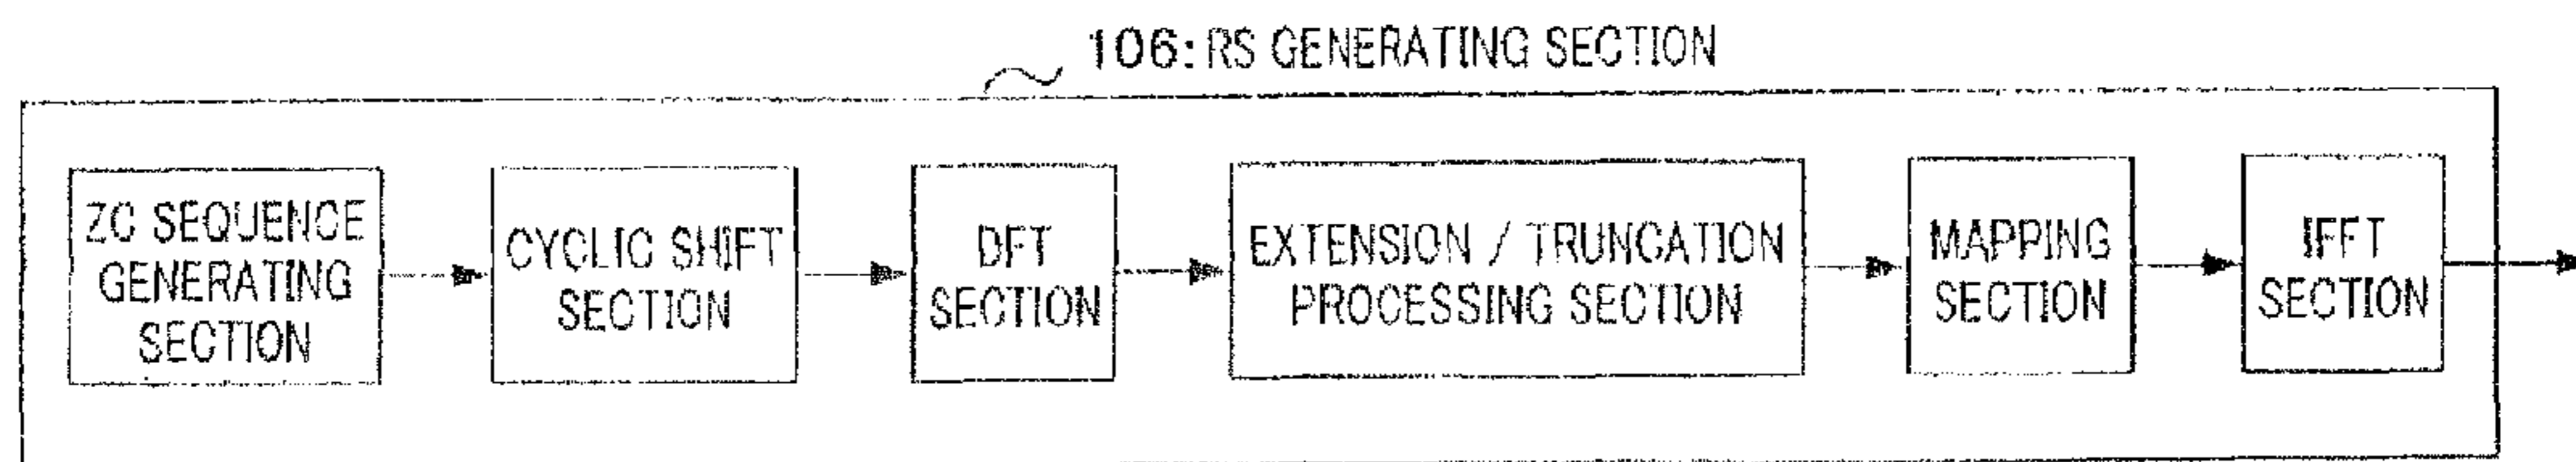 106: RS GENERATING SECTION
ZC SEQUENCE
GENERATING
SECTION
CYCLIC SHIFT
SECTION
DFT
SECTION
EXTENSION / TRUNCATION
PROCESSING SECTION
MAPPING
SECTION
IFFT
SECTION